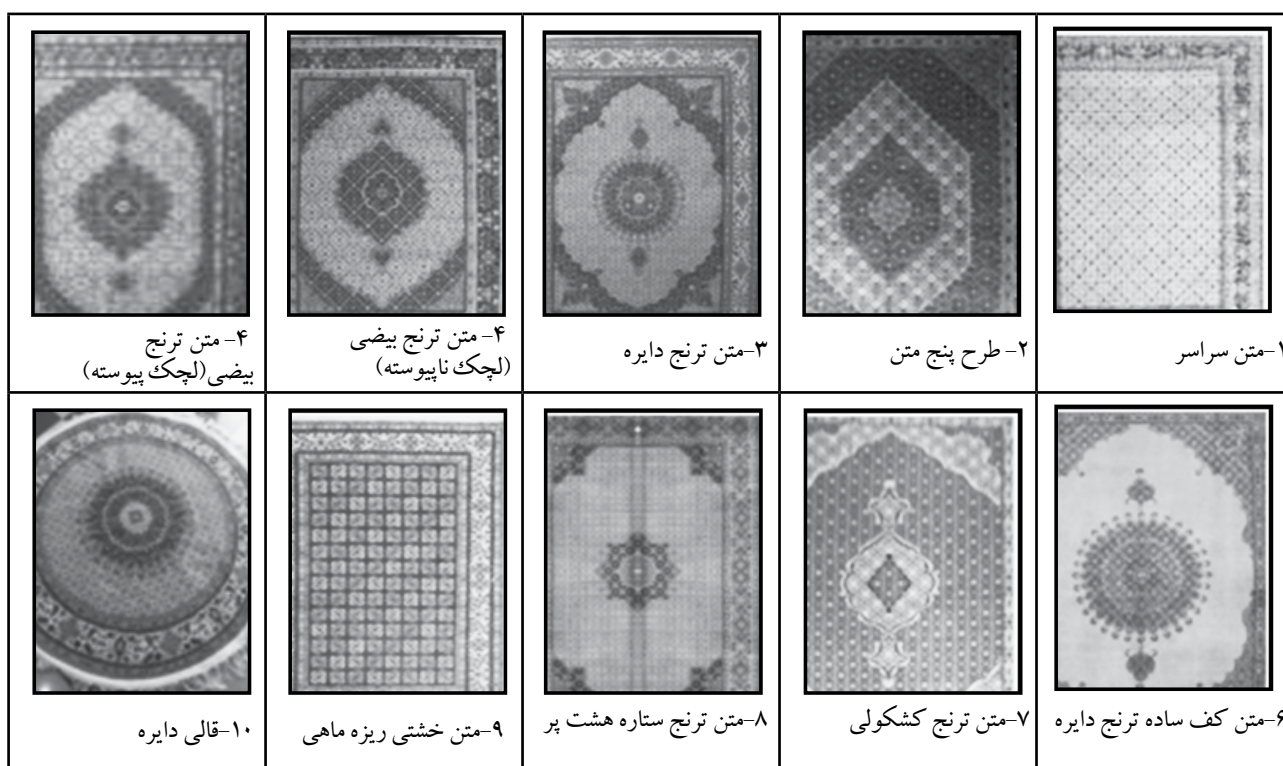 ۱-متن سراسر
۲- طرح پنج متن
۳-متن ترنج دایره
۴- متن ترنج بیضی
(لچک ناپیوسته)
۴- متن ترنج
بیضی(لچک پیوسته)
۶-متن کف ساده ترنج دایره
۷-متن ترنج کشکولی
۸-متن ترنج ستاره هشت پر
۹-متن خشتی ریزه ماهی
۱۰-قالی دایره